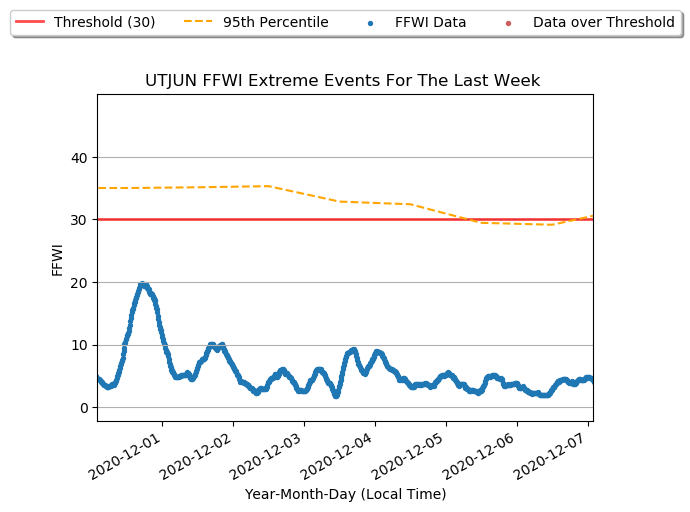 Threshold (30) 95th Percentile FFWI Data Data over Threshold
UTJUN FFWI Extreme Events For The Last Week
40
30
20
10
0
FFWI
2020-12-01 2020-12-02 2020-12-03 2020-12-04 2020-12-05 2020-12-06 2020-12-07
Year-Month-Day (Local Time)